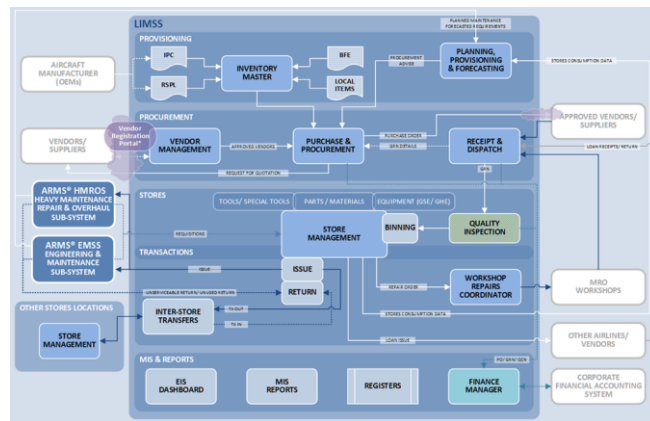 LIMSS
PLANNED MAINTENANCE
FORECASTED REQUIREMENTS
PROVISIONING
IPC
BFE
RSPL
LOCAL
ITEMS
INVENTORY
MASTER
PROCUREMENT
ADVISE
PLANNING,
PROVISIONING
& FORECASTING
STORES CONSUMPTION DATA
AIRCRAFT
MANUFACTURER
(OEMs)
PROCUREMENT
Vendor
Registration
Portal*
VENDORS/
SUPPLIERS
VENDOR
MANAGEMENT
APPROVED VENDORS
PURCHASE &
PROCUREMENT
PURCHASE ORDER
GRN DETAILS
RECEIPT &
DISPATCH
APPROVED VENDORS/
SUPPLIERS
LOAN RECEIPTS/ RETURN
REQUEST FOR QUOTATION
GRN
ARMS® HMROS
HEAVY MAINTENANCE
REPAIR & OVERHAUL
SUB-SYSTEM
ARMS® EMSS
ENGINEERING &
MAINTENANCE
SUB-SYSTEM
STORES
TOOLS/ SPECIAL TOOLS
PARTS / MATERIALS
EQUIPMENT (GSE/ GHE)
REQUISITIONS
STORE
MANAGEMENT
BINNING
QUALITY
INSPECTION
TRANSACTIONS
ISSUE
ISSUE
UNSERVICEABLE RETURN/ UNUSED RETURN
RETURN
REPAIR ORDER
WORKSHOP
REPAIRS
COORDINATOR
MRO
WORKSHOPS
OTHER STORES LOCATIONS
STORE
MANAGEMENT
INTER-STORE
TRANSFERS
TX OUT
TX IN
STORES CONSUMPTION DATA
LOAN ISSUE
OTHER AIRLINES/
VENDORS
MIS & REPORTS
EIS
DASHBOARD
MIS
REPORTS
REGISTERS
FINANCE
MANAGER
CORPORATE
FINANCIAL ACCOUNTING
SYSTEM